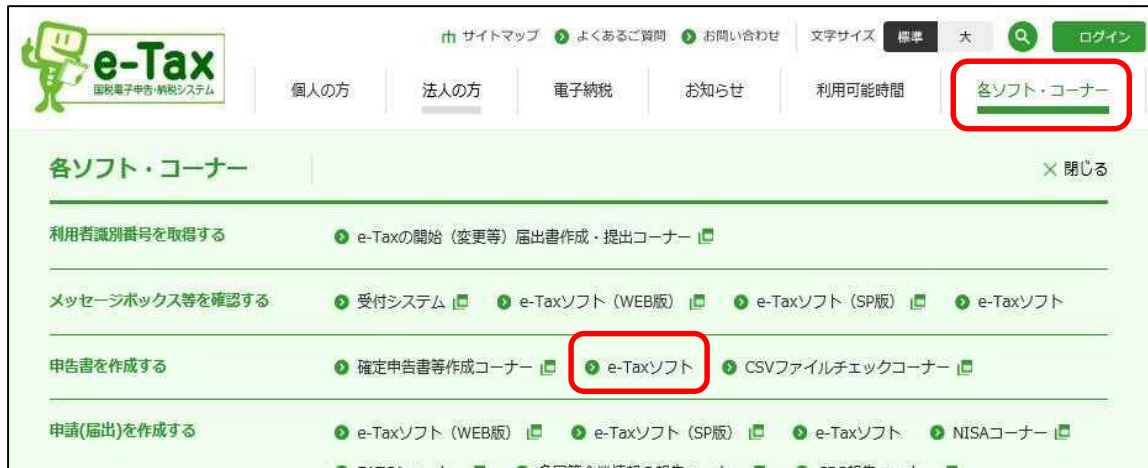 サイトマップ よくあるご質問 お問い合わせ 文字サイズ 標準 大 ログイン
e-Tax
国税電子申告・納税システム
個人の方 法人の方 電子納税 お知らせ 利用可能時間 各ソフト・コーナー
各ソフト・コーナー × 閉じる
利用者識別番号を取得する e-Taxの開始（変更等）届出書作成・提出コーナー
メッセージボックス等を確認する 受付システム e-Taxソフト（WEB版） e-Taxソフト（SP版） e-Taxソフト
申告書を作成する 確定申告書等作成コーナー e-Taxソフト CSVファイルチェックコーナー
申請(届出)を作成する e-Taxソフト（WEB版） e-Taxソフト（SP版） e-Taxソフト NISAコーナー